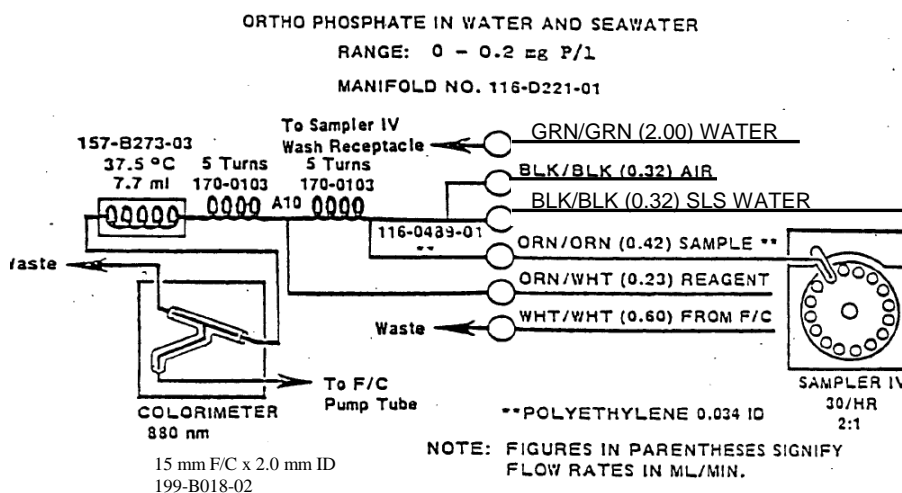 ORTHO PHOSPHATE IN WATER AND SEAWATER
RANGE: 0 - 0.2 mg P/l
MANIFOLD NO. 116-D221-01
To Sampler IV
Wash Receptacle
GRN/GRN (2.00) WATER
157-B273-03
37.5 °C
7.7 ml
5 Turns
170-0103
A10
5 Turns
170-0103
BLK/BLK (0.32) AIR
BLK/BLK (0.32) SLS WATER
116-0489-01
**
ORN/ORN (0.42) SAMPLE **
ORN/WHT (0.23) REAGENT
Waste
WHT/WHT (0.60) FROM F/C
aste
To F/C
Pump Tube
COLORIMETER
880 nm
15 mm F/C x 2.0 mm ID
199-B018-02
SAMPLER IV
30/HR
2:1
**POLYETHYLENE 0.034 ID
NOTE: FIGURES IN PARENTHESES SIGNIFY
FLOW RATES IN ML/MIN.